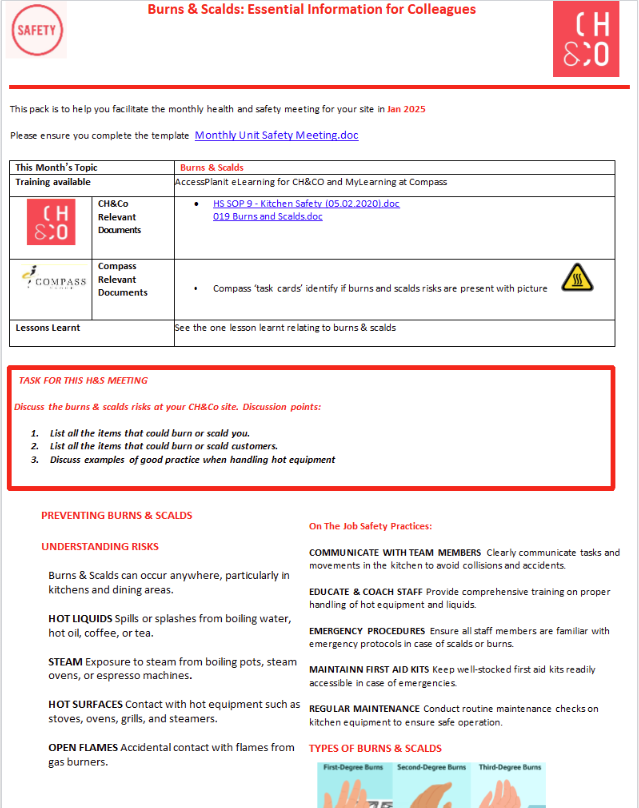 Burns & Scalds: Essential Information for Colleagues
SAFETY
CH
&CO
This pack is to help you facilitate the monthly health and safety meeting for your site in Jan 2025
Please ensure you complete the template Monthly Unit Safety Meeting.doc
This Month's Topic
Burns & Scalds
Training available
AccessPlanit eLearning for CH&CO and MyLearning at Compass
CH
&CO
CH&Co
Relevant
Documents
• HS SOP 9 - Kitchen Safety (05.02.2020).doc
019 Burns and Scalds.doc
COMPASS
Compass
Relevant
Documents
• Compass 'task cards' identify if burns and scalds risks are present with picture
Lessons Learnt
See the one lesson learnt relating to burns & scalds
TASK FOR THIS H&S MEETING
Discuss the burns & scalds risks at your CH&Co site. Discussion points:
1. List all the items that could burn or scald you.
2. List all the items that could burn or scald customers.
3. Discuss examples of good practice when handling hot equipment
PREVENTING BURNS & SCALDS
UNDERSTANDING RISKS
Burns & Scalds can occur anywhere, particularly in
kitchens and dining areas.
HOT LIQUIDS Spills or splashes from boiling water,
hot oil, coffee, or tea.
STEAM Exposure to steam from boiling pots, steam
ovens, or espresso machines.
HOT SURFACES Contact with hot equipment such as
stoves, ovens, grills, and steamers.
OPEN FLAMES Accidental contact with flames from
gas burners.
On The Job Safety Practices:
COMMUNICATE WITH TEAM MEMBERS Clearly communicate tasks and
movements in the kitchen to avoid collisions and accidents.
EDUCATE & COACH STAFF Provide comprehensive training on proper
handling of hot equipment and liquids.
EMERGENCY PROCEDURES Ensure all staff members are familiar with
emergency protocols in case of scalds or burns.
MAINTAINN FIRST AID KITS Keep well-stocked first aid kits readily
accessible in case of emergencies.
REGULAR MAINTENANCE Conduct routine maintenance checks on
kitchen equipment to ensure safe operation.
TYPES OF BURNS & SCALDS
First-Degree Burns
Second-Degree Burns
Third-Degree Burns